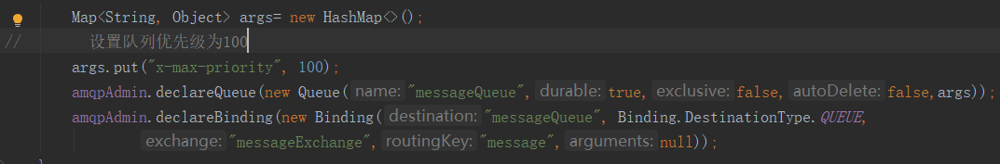 Map<String, Object> args= new HashMap<>();
// 设置队列优先级为100
args.put("x-max-priority", 100);
amqpAdmin.declareQueue(new Queue( name: "messageQueue", durable: true, exclusive: false, autoDelete: false,args));
amqpAdmin.declareBinding(new Binding( destination: "messageQueue", Binding.DestinationType.QUEUE,
exchange: "messageExchange", routingKey: "message", arguments: null));